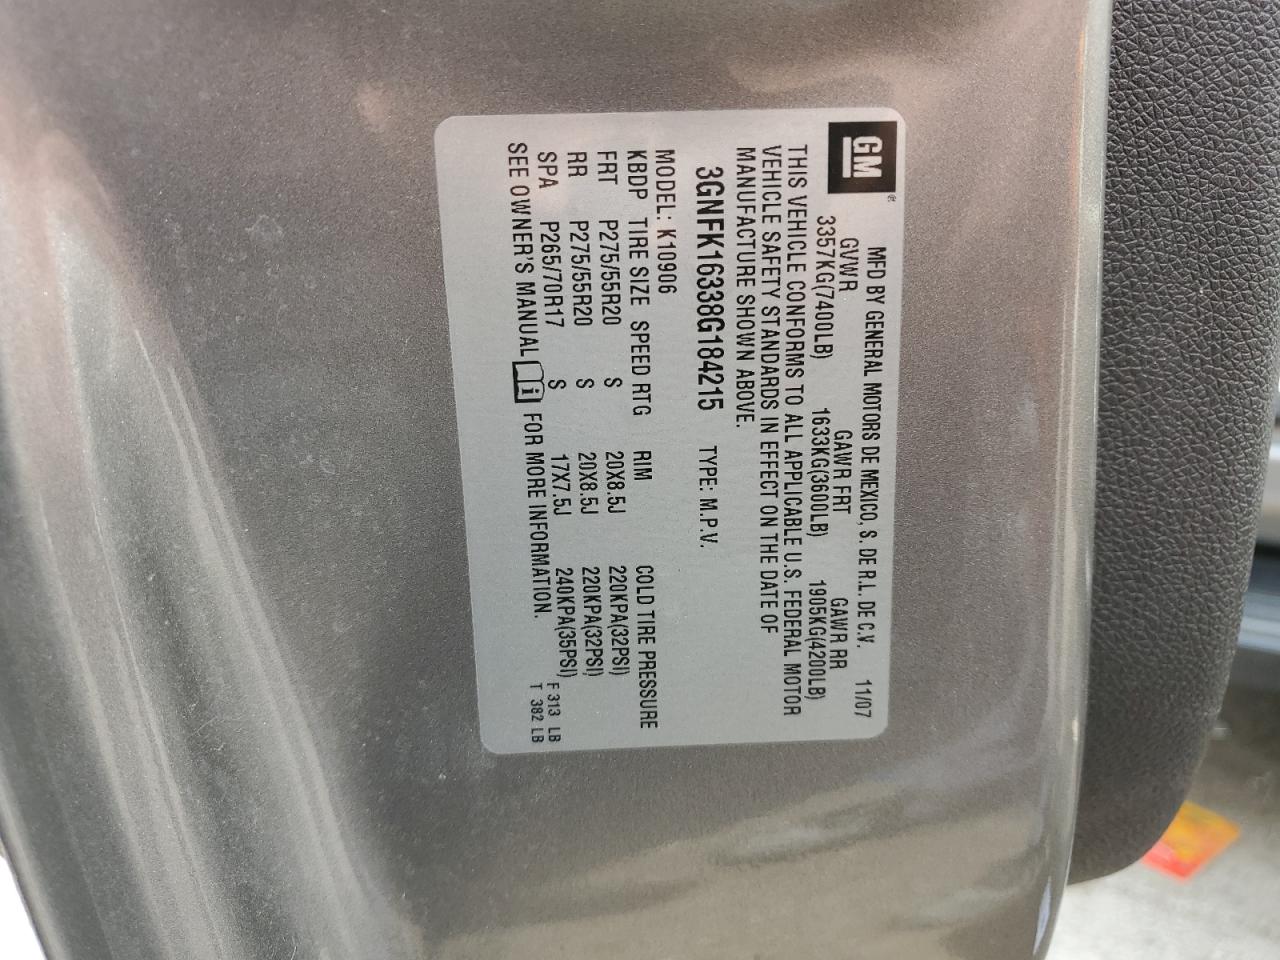 GM
MFD BY GENERAL MOTORS DE MEXICO, S. DE R.L. DE C.V. 11/07
GVWR GAWR FRT GAWR RR
3357KG(7400LB) 1633KG(3600LB) 1905KG(4200LB)
THIS VEHICLE CONFORMS TO ALL APPLICABLE U.S. FEDERAL MOTOR
VEHICLE SAFETY STANDARDS IN EFFECT ON THE DATE OF
MANUFACTURE SHOWN ABOVE.
3GNFK16338G184215 TYPE: M.P.V.
MODEL: K10906
KBDP TIRE SIZE SPEED RTG RIM COLD TIRE PRESSURE
FRT P275/55R20 S 20X8.5J 220KPA(32PSI)
RR P275/55R20 S 20X8.5J 220KPA(32PSI)
SPA P265/70R17 S 17X7.5J 240KPA(35PSI) F 313 LB
SEE OWNER'S MANUAL i FOR MORE INFORMATION. T 382 LB